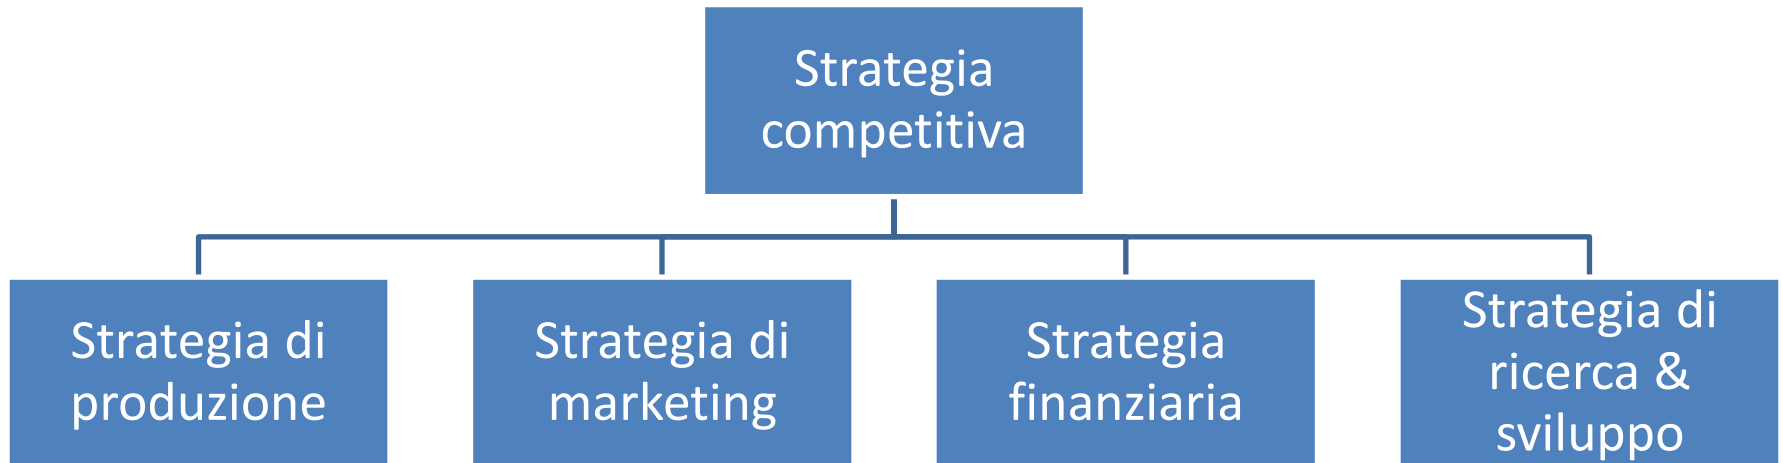 Strategia
competitiva
Strategia di
produzione
Strategia di
marketing
Strategia
finanziaria
Strategia di
ricerca &
sviluppo